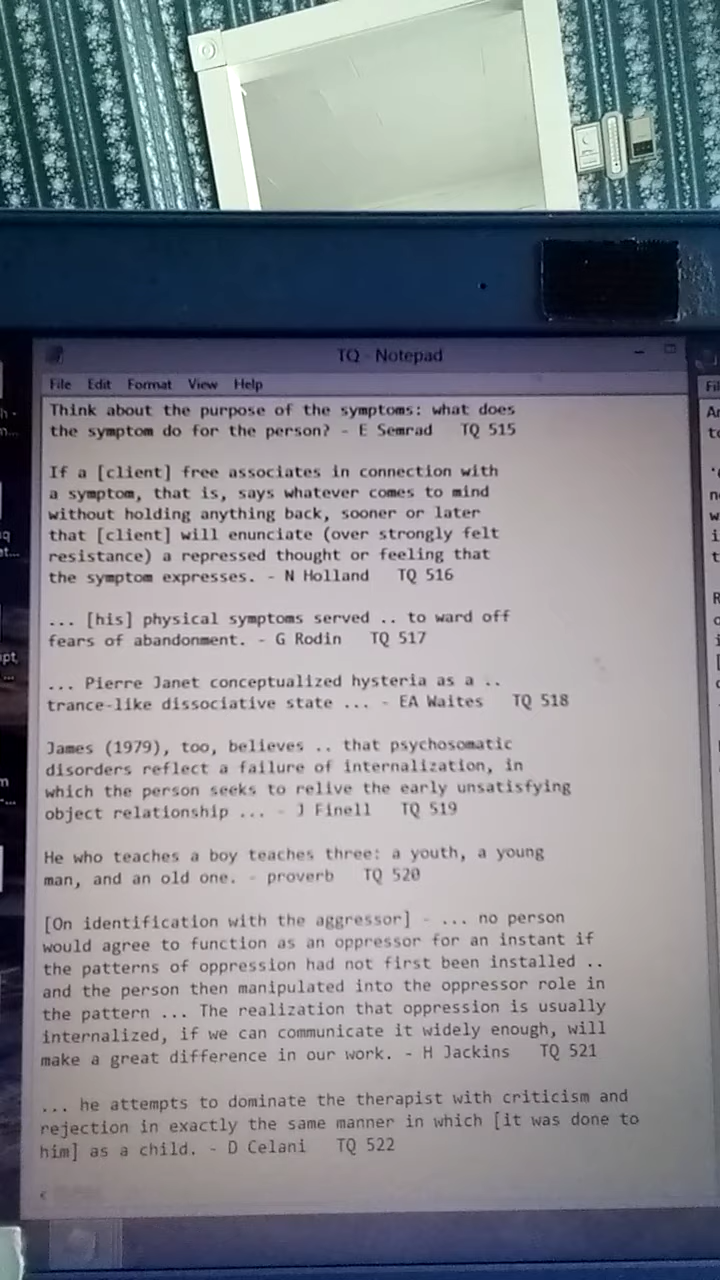 TQ - Notepad
File Edit Format View Help
Think about the purpose of the symptoms: what does
the symptom do for the person? - E Semrad TQ 515
If a [client] free associates in connection with
a symptom, that is, says whatever comes to mind
without holding anything back, sooner or later
that [client] will enunciate (over strongly felt
resistance) a repressed thought or feeling that
the symptom expresses. - N Holland TQ 516
... [his] physical symptoms served .. to ward off
fears of abandonment. - G Rodin TQ 517
... Pierre Janet conceptualized hysteria as a ..
trance-like dissociative state ... - EA Waites TQ 518
James (1979), too, believes .. that psychosomatic
disorders reflect a failure of internalization, in
which the person seeks to relive the early unsatisfying
object relationship ... - J Finell TQ 519
He who teaches a boy teaches three: a youth, a young
man, and an old one. - proverb TQ 520
[On identification with the aggressor] - ... no person
would agree to function as an oppressor for an instant if
the patterns of oppression had not first been installed ..
and the person then manipulated into the oppressor role in
the pattern ... The realization that oppression is usually
internalized, if we can communicate it widely enough, will
make a great difference in our work. - H Jackins TQ 521
... he attempts to dominate the therapist with criticism and
rejection in exactly the same manner in which [it was done to
him] as a child. - D Celani TQ 522